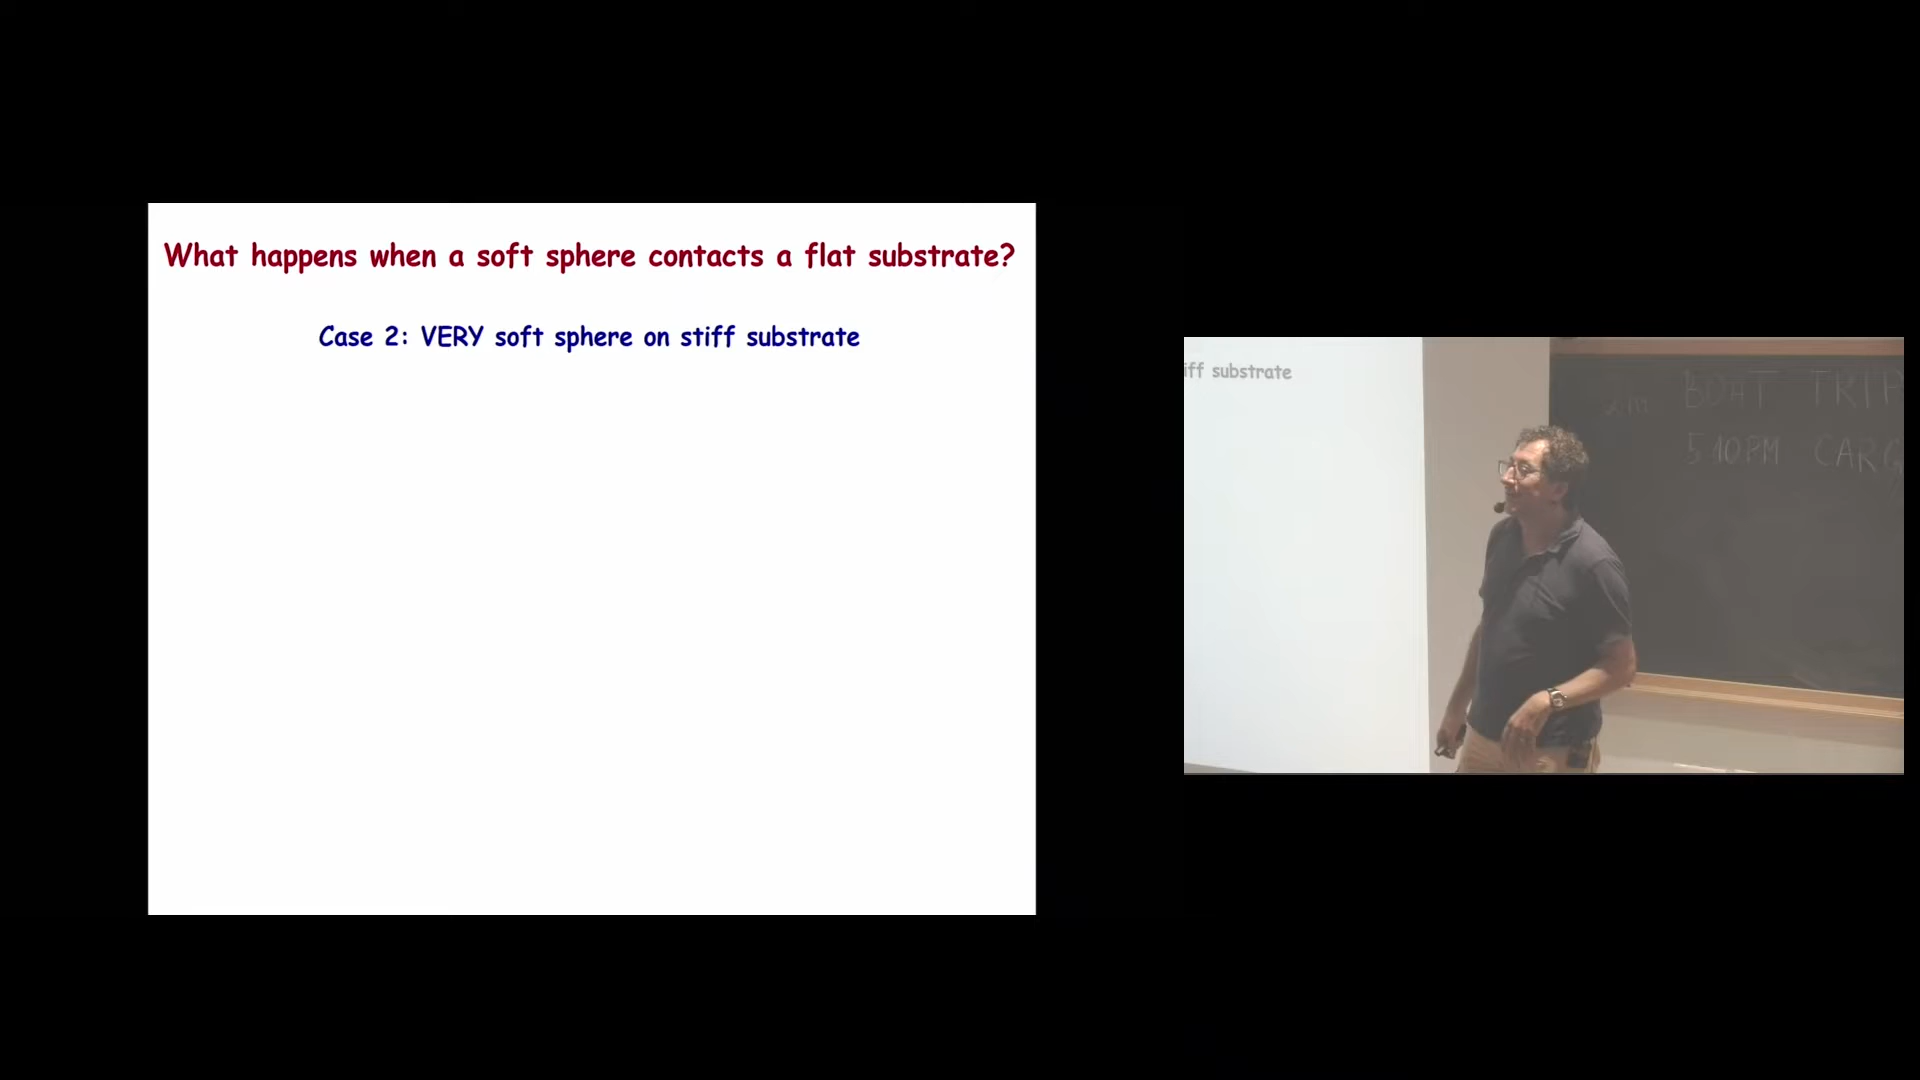 What happens when a soft sphere contacts a flat substrate?
Case 2: VERY soft sphere on stiff substrate
iff substrate
BOAT TRIP
5:10PM CARG